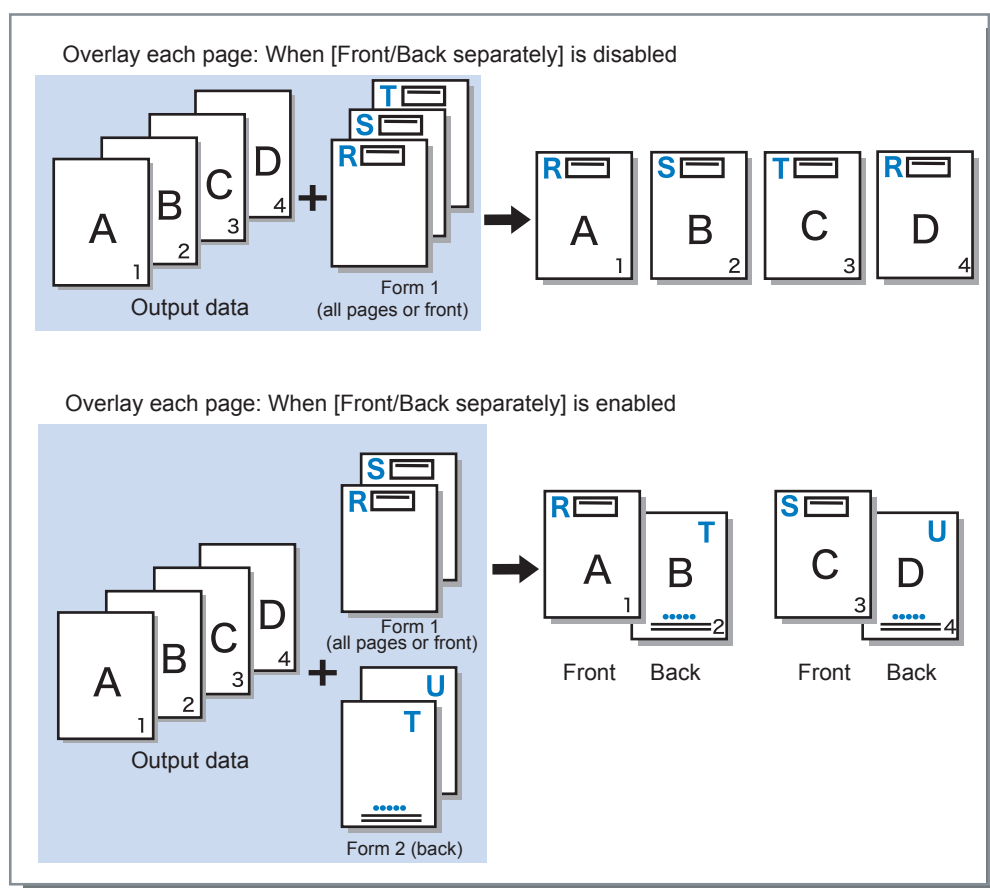 Overlay each page: When [Front/Back separately] is disabled
A
1
B
2
C
3
D
4
+
R
S
T
Output data
Form 1
(all pages or front)
R
A
1
S
B
2
T
C
3
R
D
4
Overlay each page: When [Front/Back separately] is enabled
A
1
B
2
C
3
D
4
Output data
+
S
R
Form 1
(all pages or front)
U
T
Form 2 (back)
R
A
1
T
B
2
Front Back
S
C
3
U
D
4
Front Back